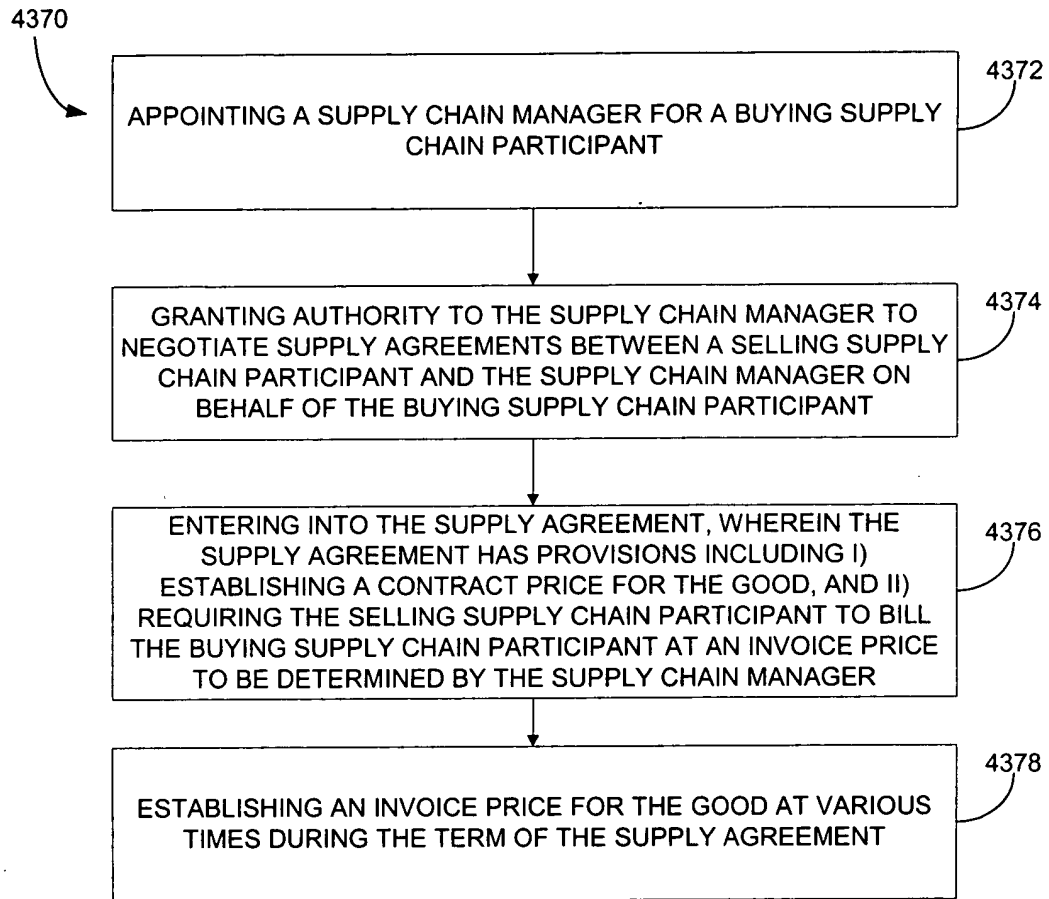 4370
4372
APPOINTING A SUPPLY CHAIN MANAGER FOR A BUYING SUPPLY
CHAIN PARTICIPANT
4374
GRANTING AUTHORITY TO THE SUPPLY CHAIN MANAGER TO
NEGOTIATE SUPPLY AGREEMENTS BETWEEN A SELLING SUPPLY
CHAIN PARTICIPANT AND THE SUPPLY CHAIN MANAGER ON
BEHALF OF THE BUYING SUPPLY CHAIN PARTICIPANT
4376
ENTERING INTO THE SUPPLY AGREEMENT, WHEREIN THE
SUPPLY AGREEMENT HAS PROVISIONS INCLUDING I)
ESTABLISHING A CONTRACT PRICE FOR THE GOOD, AND II)
REQUIRING THE SELLING SUPPLY CHAIN PARTICIPANT TO BILL
THE BUYING SUPPLY CHAIN PARTICIPANT AT AN INVOICE PRICE
TO BE DETERMINED BY THE SUPPLY CHAIN MANAGER
4378
ESTABLISHING AN INVOICE PRICE FOR THE GOOD AT VARIOUS
TIMES DURING THE TERM OF THE SUPPLY AGREEMENT